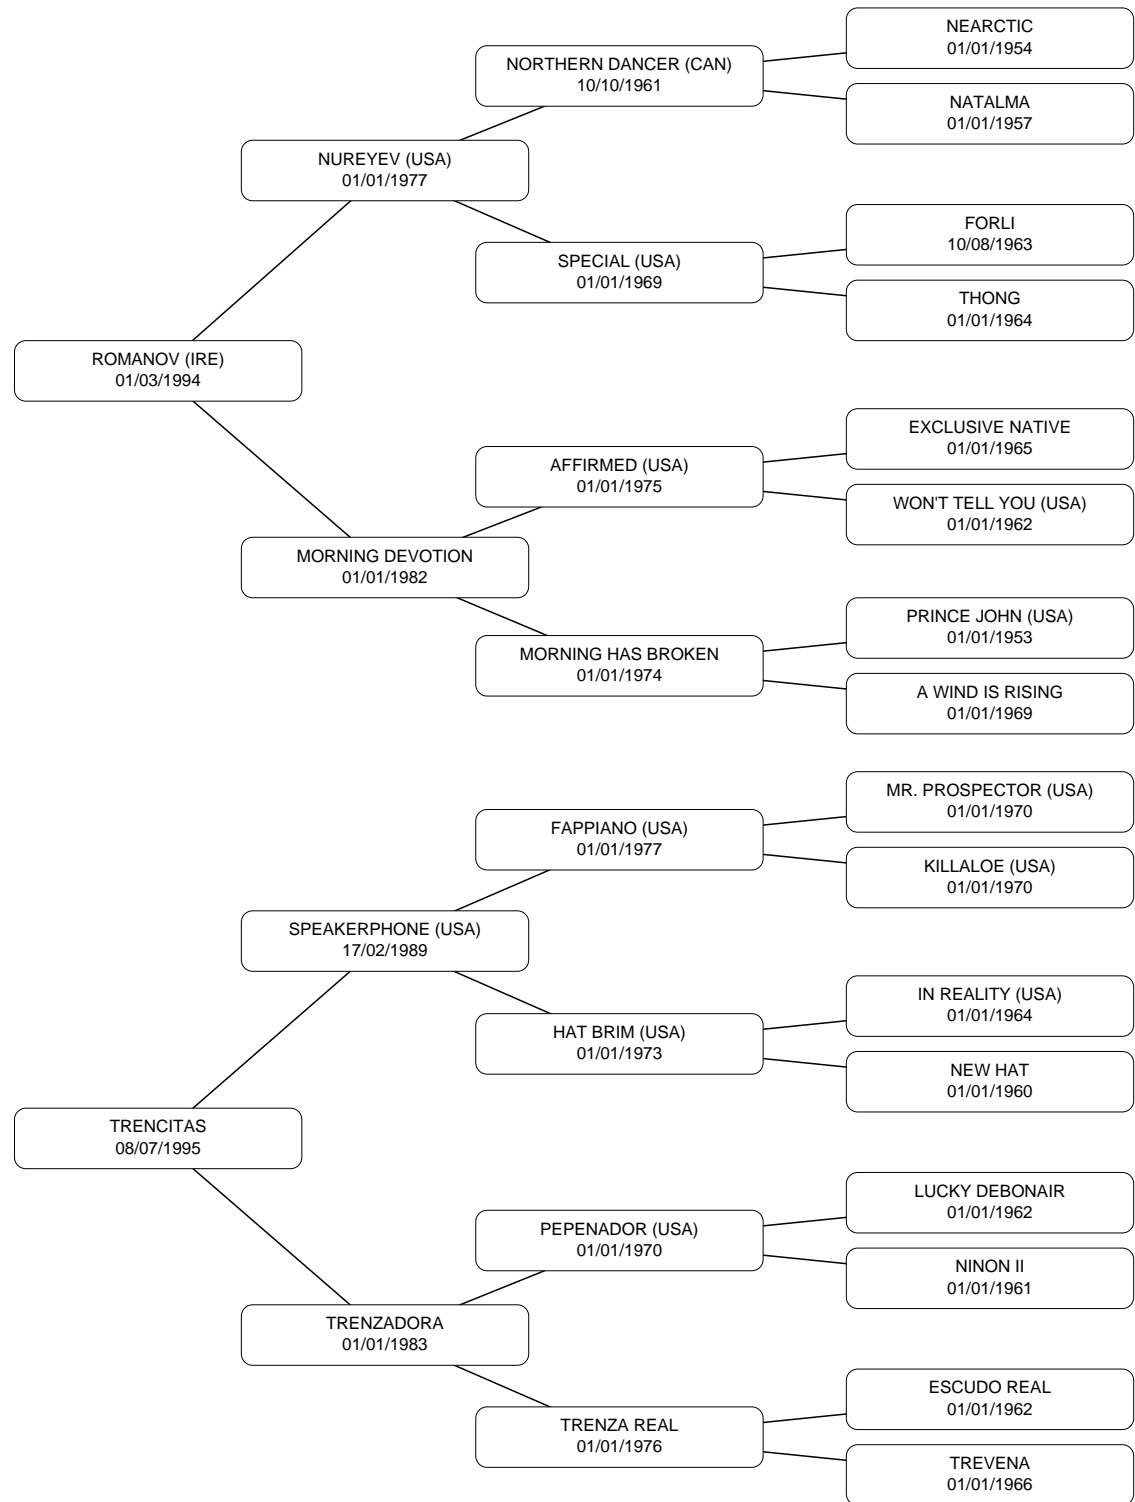 NEARCTIC
01/01/1954
NORTHERN DANCER (CAN)
10/10/1961
NATALMA
01/01/1957
NUREYEV (USA)
01/01/1977
FORLI
10/08/1963
SPECIAL (USA)
01/01/1969
THONG
01/01/1964
ROMANOV (IRE)
01/03/1994
EXCLUSIVE NATIVE
01/01/1965
AFFIRMED (USA)
01/01/1975
WON'T TELL YOU (USA)
01/01/1962
MORNING DEVOTION
01/01/1982
PRINCE JOHN (USA)
01/01/1953
MORNING HAS BROKEN
01/01/1974
A WIND IS RISING
01/01/1969
MR. PROSPECTOR (USA)
01/01/1970
FAPPIANO (USA)
01/01/1977
KILLALOE (USA)
01/01/1970
SPEAKERPHONE (USA)
17/02/1989
IN REALITY (USA)
01/01/1964
HAT BRIM (USA)
01/01/1973
NEW HAT
01/01/1960
TRENCITAS
08/07/1995
LUCKY DEBONAIR
01/01/1962
PEPENADOR (USA)
01/01/1970
NINON II
01/01/1961
TRENZADORA
01/01/1983
ESCUDO REAL
01/01/1962
TRENZA REAL
01/01/1976
TREVENA
01/01/1966